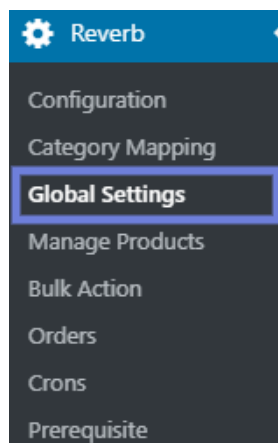 Reverb
Configuration
Category Mapping
Global Settings
Manage Products
Bulk Action
Orders
Crons
Prerequisite